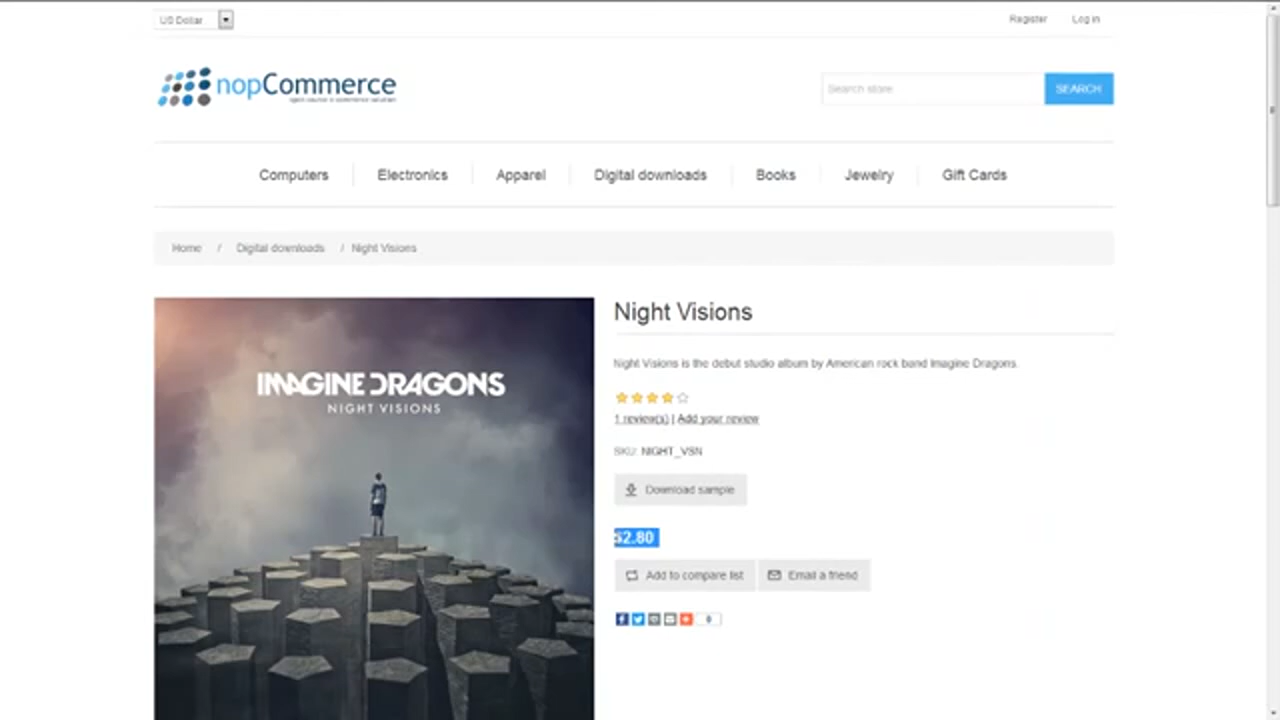 US Dollar
Register
Log in
nopCommerce
Search store
SEARCH
Computers
Electronics
Apparel
Digital downloads
Books
Jewelry
Gift Cards
Home / Digital downloads / Night Visions
IMAGINE DRAGONS
NIGHT VISIONS
Night Visions
Night Visions is the debut studio album by American rock band Imagine Dragons.
1 review(s) | Add your review
SKU: NIGHT_VSN
Download sample
$2.80
Add to compare list
Email a friend
0